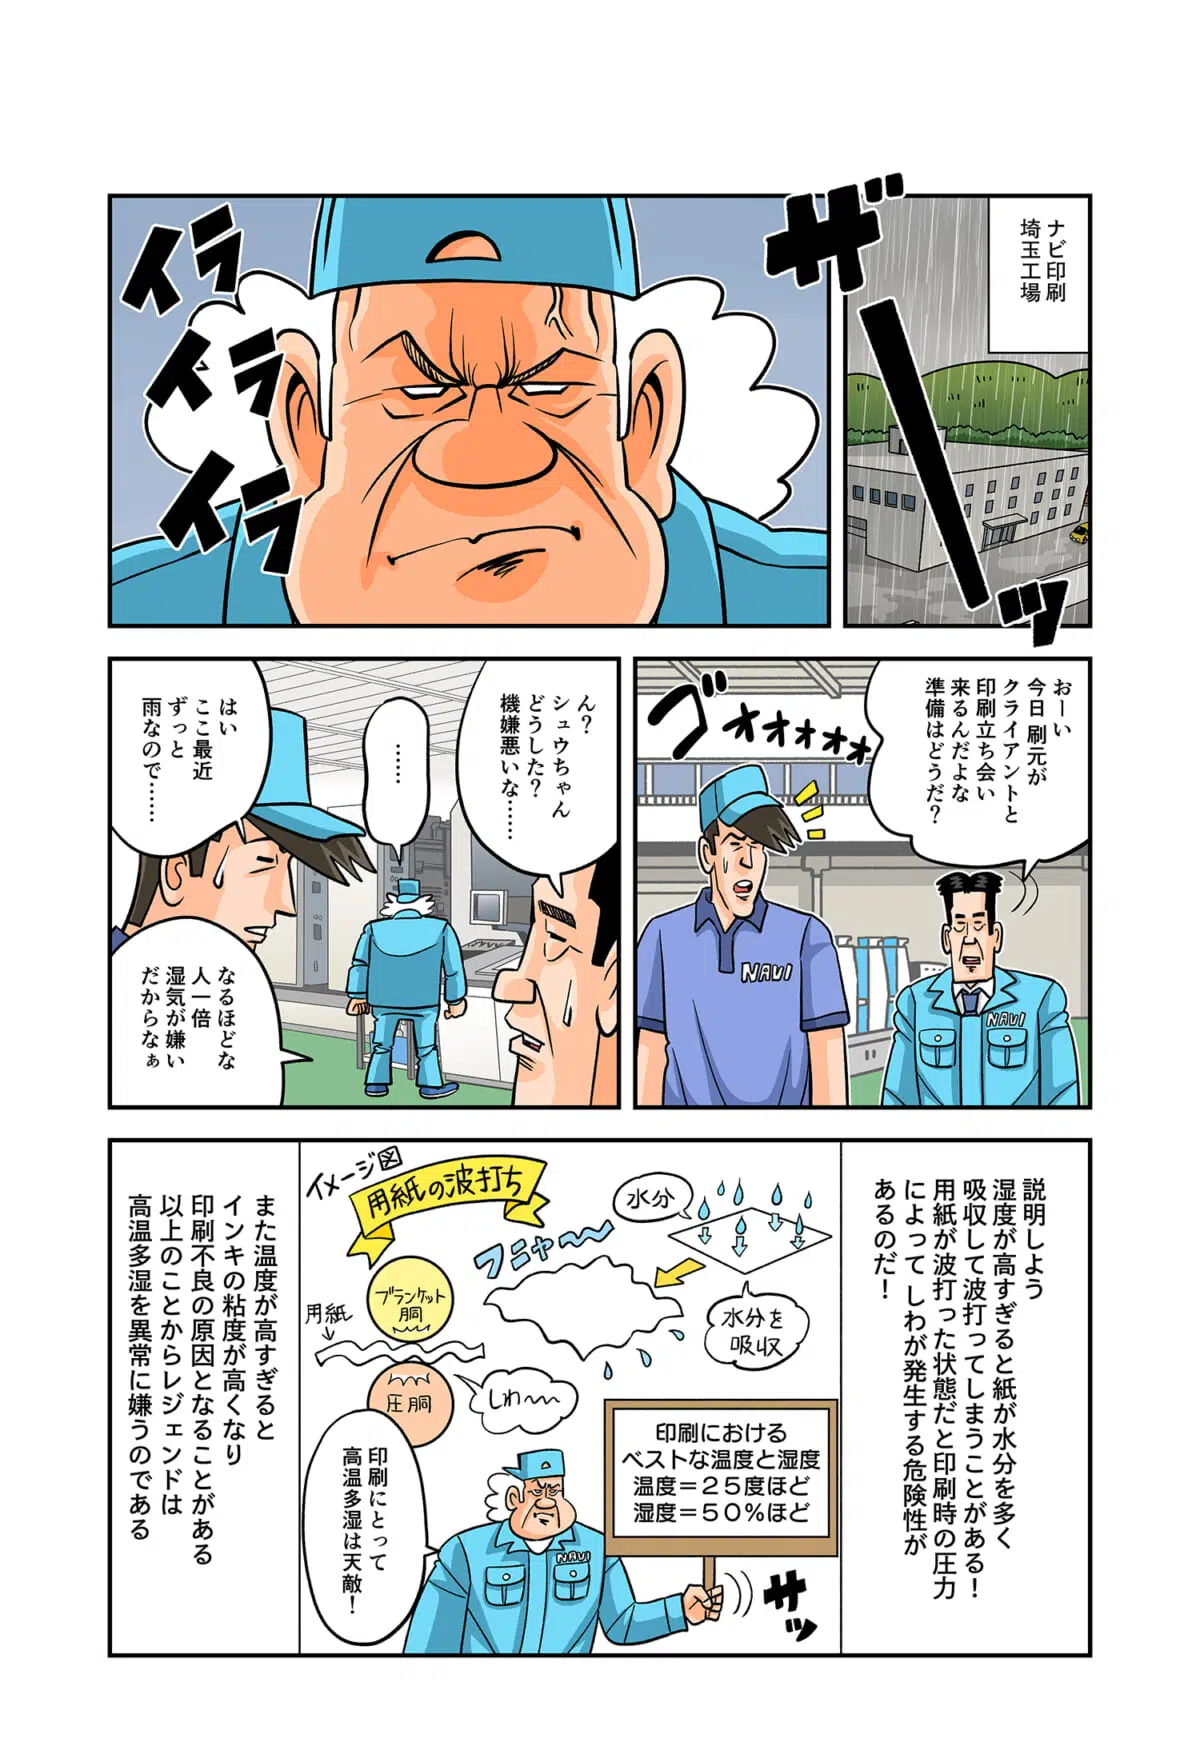 ナビ印刷
埼玉工場
ザーーッ
イライラ
イライラ
イライラ
おーい
今日 刷元が
クライアントと
印刷立ち会い
来るんだよな
準備はどうだ？
ゴォォォォォ
NAVI
NAVI
ん？
シュウちゃん
どうした？
機嫌悪いな……
……
はい
ここ最近
ずっと
雨なので……
なるほどな
人一倍
湿気が嫌い
だからなぁ
説明しよう
湿度が高すぎると紙が水分を多く
吸収して波打ってしまうことがある！
用紙が波打った状態だと印刷時の圧力
によって しわが発生する危険性が
あるのだ！
イメージ図
用紙の波打ち
水分
フニャ〜〜
水分を
吸収
ブランケット
胴
用紙
圧胴
しわ〜〜
印刷における
ベストな温度と湿度
温度＝２５度ほど
湿度＝５０％ほど
サッ
NAVI
印刷にとって
高温多湿は天敵！
また温度が高すぎると
インキの粘度が高くなり
印刷不良の原因となることがある
以上のことからレジェンドは
高温多湿を異常に嫌うのである